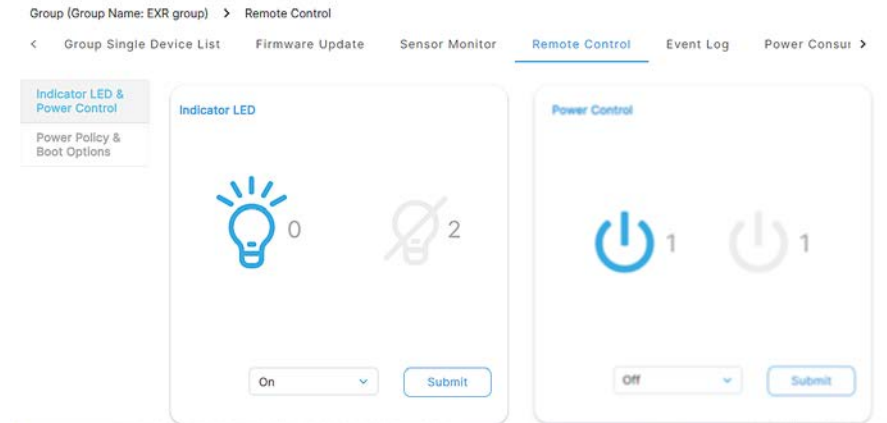 Group (Group Name: EXR group) > Remote Control
< Group Single Device List Firmware Update Sensor Monitor Remote Control Event Log Power Consu >
Indicator LED &
Power Control
Power Policy &
Boot Options
Indicator LED
0
2
On
Submit
Power Control
1
1
Off
Submit